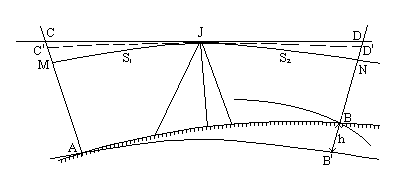 C J D
C' D'
M S₁ S₂ N
A B
h
B'